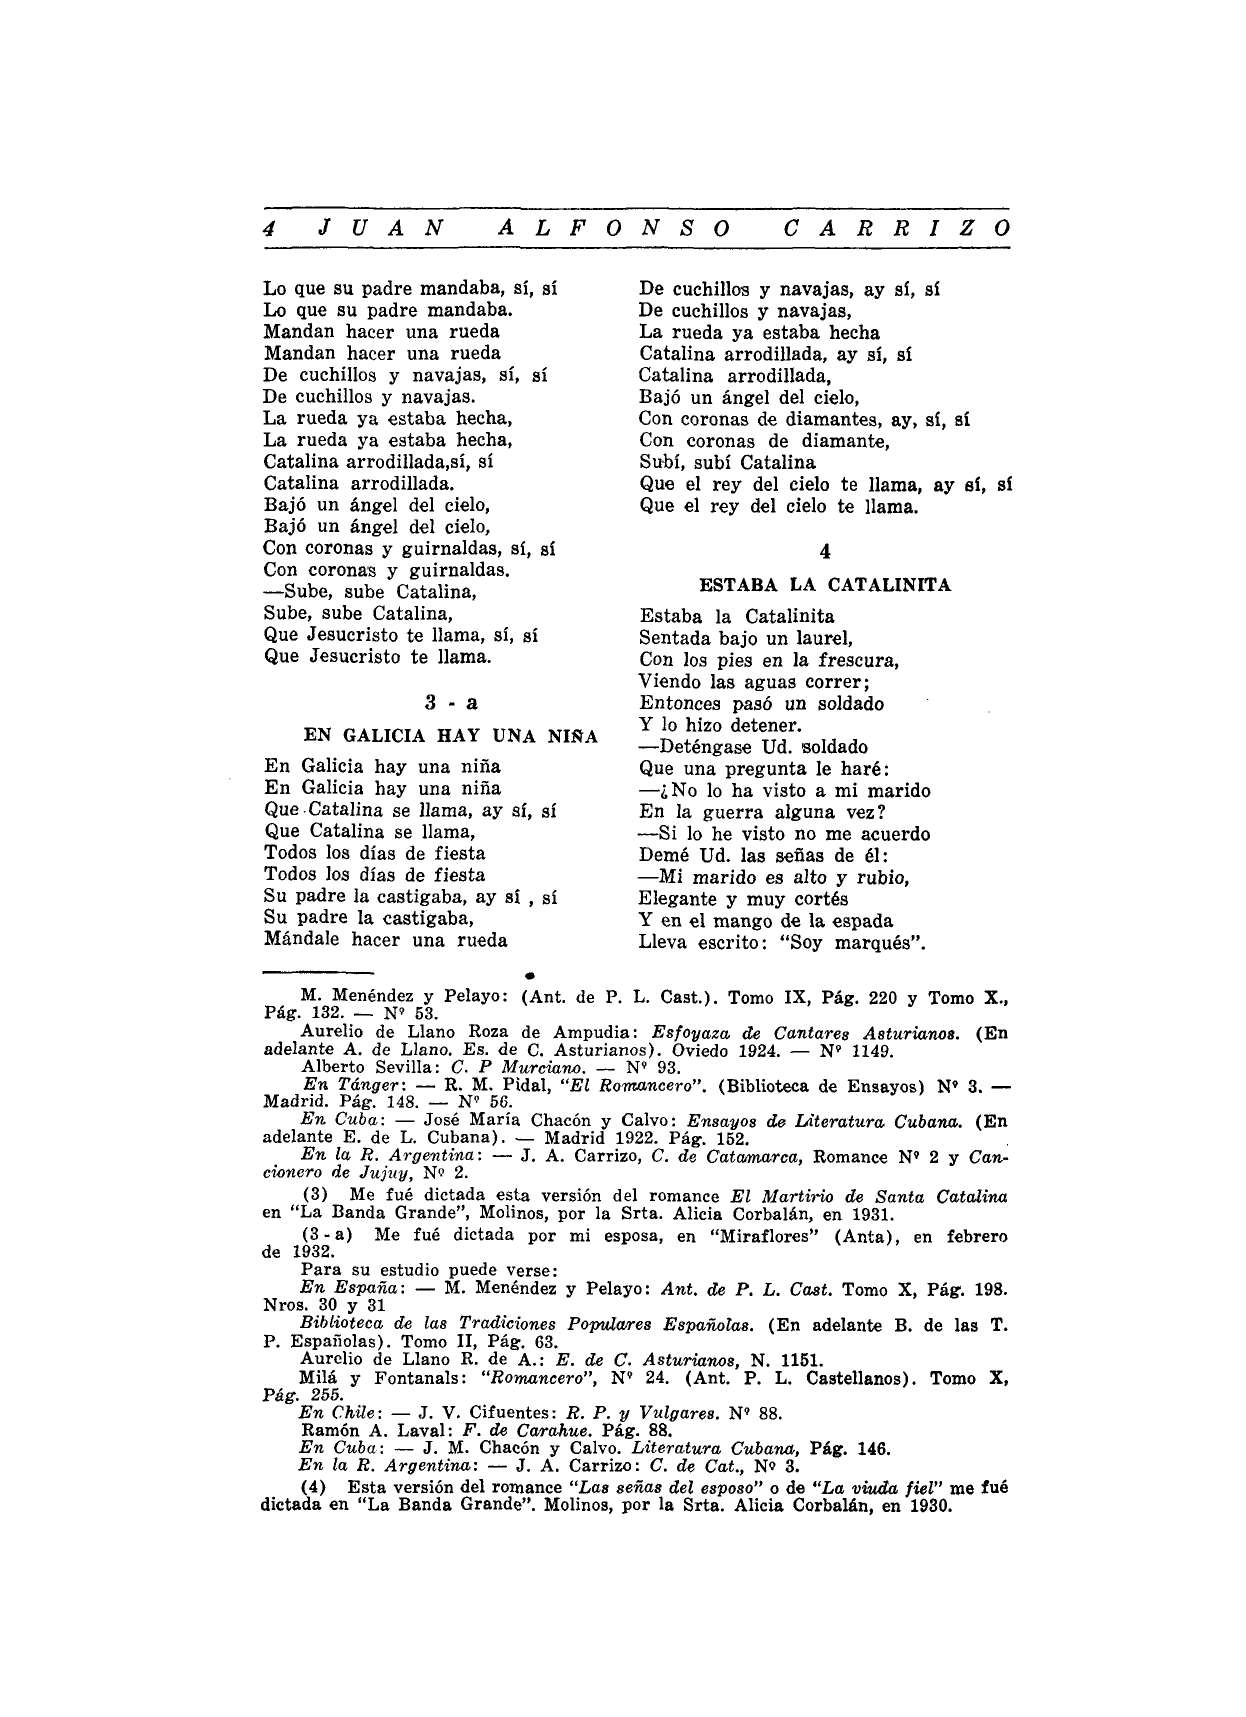 4 JUAN ALFONSO CARRIZO
Lo que su padre mandaba, sí, sí
Lo que su padre mandaba.
Mandan hacer una rueda
Mandan hacer una rueda
De cuchillos y navajas, sí, sí
De cuchillos y navajas.
La rueda ya estaba hecha,
La rueda ya estaba hecha,
Catalina arrodillada,sí, sí
Catalina arrodillada.
Bajó un ángel del cielo,
Bajó un ángel del cielo,
Con coronas y guirnaldas, sí, sí
Con coronas y guirnaldas.
—Sube, sube Catalina,
Sube, sube Catalina,
Que Jesucristo te llama, sí, sí
Que Jesucristo te llama.
3 - a
EN GALICIA HAY UNA NIÑA
En Galicia hay una niña
En Galicia hay una niña
Que Catalina se llama, ay sí, sí
Que Catalina se llama,
Todos los días de fiesta
Todos los días de fiesta
Su padre la castigaba, ay sí , sí
Su padre la castigaba,
Mándale hacer una rueda
De cuchillos y navajas, ay sí, sí
De cuchillos y navajas,
La rueda ya estaba hecha
Catalina arrodillada, ay sí, sí
Catalina arrodillada,
Bajó un ángel del cielo,
Con coronas de diamantes, ay, sí, sí
Con coronas de diamante,
Subí, subí Catalina
Que el rey del cielo te llama, ay sí, sí
Que el rey del cielo te llama.
4
ESTABA LA CATALINITA
Estaba la Catalinita
Sentada bajo un laurel,
Con los pies en la frescura,
Viendo las aguas correr;
Entonces pasó un soldado
Y lo hizo detener.
—Deténgase Ud. soldado
Que una pregunta le haré:
—¿No lo ha visto a mi marido
En la guerra alguna vez?
—Si lo he visto no me acuerdo
Demé Ud. las señas de él:
—Mi marido es alto y rubio,
Elegante y muy cortés
Y en el mango de la espada
Lleva escrito: “Soy marqués”.
M. Menéndez y Pelayo: (Ant. de P. L. Cast.). Tomo IX, Pág. 220 y Tomo X.,
Pág. 132. — Nº 53.
Aurelio de Llano Roza de Ampudia: Esfoyaza de Cantares Asturianos. (En
adelante A. de Llano. Es. de C. Asturianos). Oviedo 1924. — Nº 1149.
Alberto Sevilla: C. P Murciano. — Nº 93.
En Tánger: — R. M. Pidal, “El Romancero”. (Biblioteca de Ensayos) Nº 3. —
Madrid. Pág. 148. — Nº 56.
En Cuba: — José María Chacón y Calvo: Ensayos de Literatura Cubana. (En
adelante E. de L. Cubana). — Madrid 1922. Pág. 152.
En la R. Argentina: — J. A. Carrizo, C. de Catamarca, Romance Nº 2 y Can-
cionero de Jujuy, Nº 2.
(3) Me fué dictada esta versión del romance El Martirio de Santa Catalina
en “La Banda Grande”, Molinos, por la Srta. Alicia Corbalán, en 1931.
(3 - a) Me fué dictada por mi esposa, en “Miraflores” (Anta), en febrero
de 1932.
Para su estudio puede verse:
En España: — M. Menéndez y Pelayo: Ant. de P. L. Cast. Tomo X, Pág. 198.
Nros. 30 y 31
Biblioteca de las Tradiciones Populares Españolas. (En adelante B. de las T.
P. Españolas). Tomo II, Pág. 63.
Aurelio de Llano R. de A.: E. de C. Asturianos, N. 1151.
Milá y Fontanals: “Romancero”, Nº 24. (Ant. P. L. Castellanos). Tomo X,
Pág. 255.
En Chile: — J. V. Cifuentes: R. P. y Vulgares. Nº 88.
Ramón A. Laval: F. de Carahue. Pág. 88.
En Cuba: — J. M. Chacón y Calvo. Literatura Cubana, Pág. 146.
En la R. Argentina: — J. A. Carrizo: C. de Cat., Nº 3.
(4) Esta versión del romance “Las señas del esposo” o de “La viuda fiel” me fué
dictada en “La Banda Grande”. Molinos, por la Srta. Alicia Corbalán, en 1930.